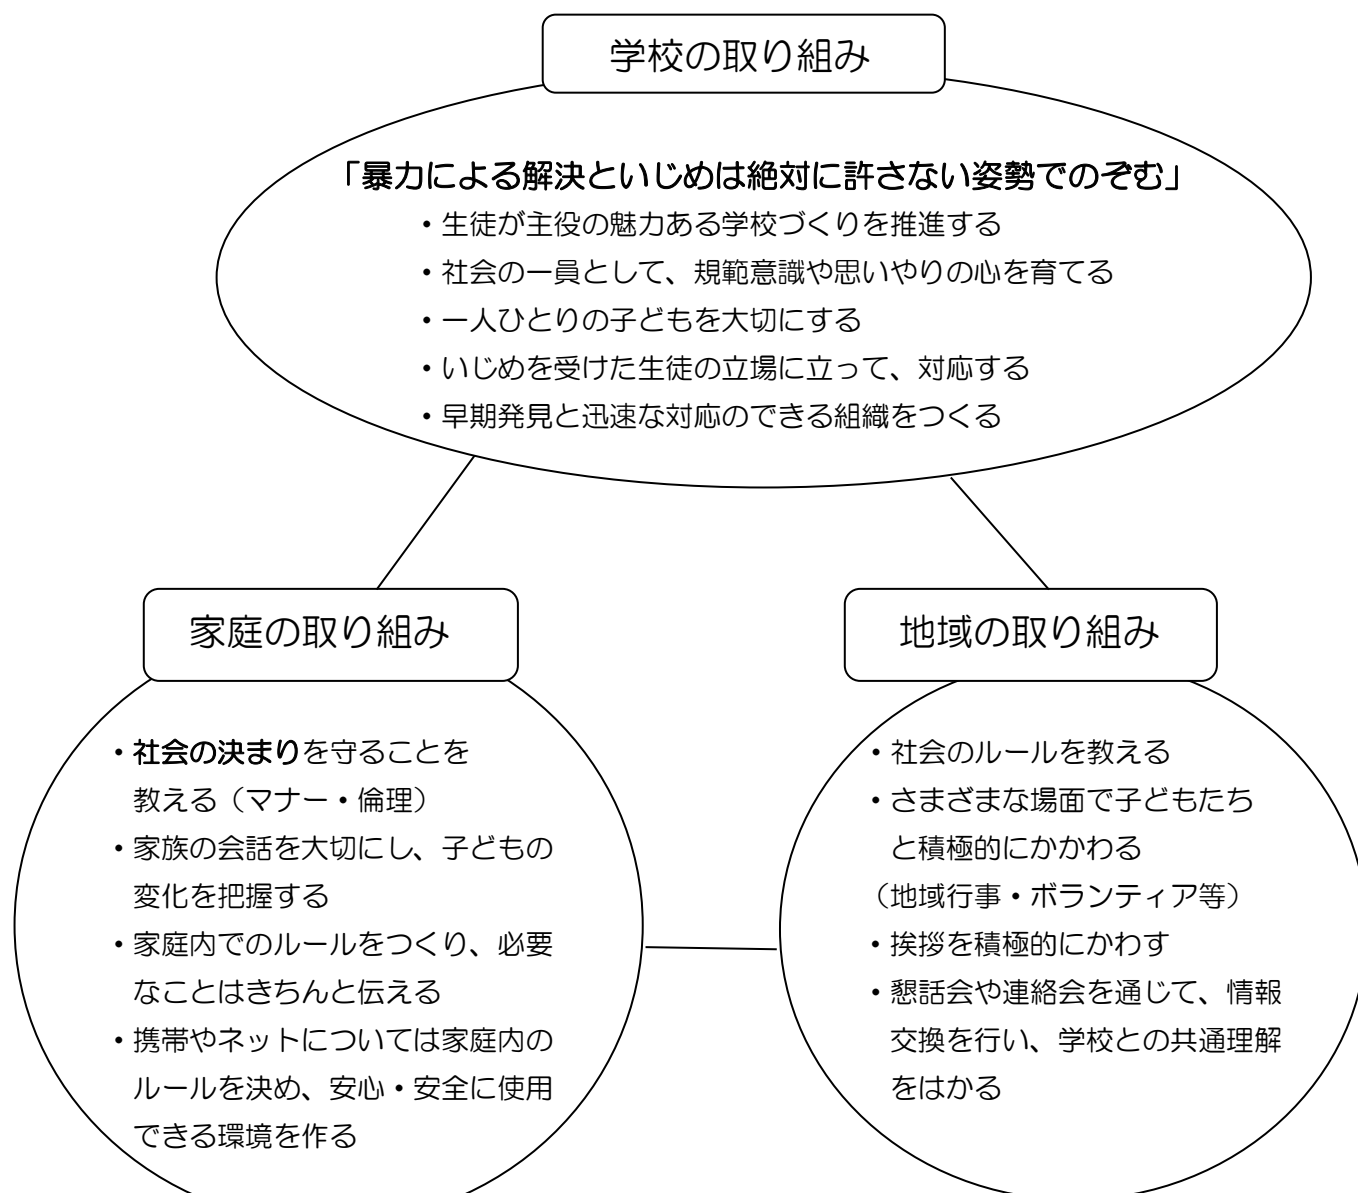 学校の取り組み
「暴力による解決といじめは絶対に許さない姿勢でのぞむ」
・生徒が主役の魅力ある学校づくりを推進する
・社会の一員として、規範意識や思いやりの心を育てる
・一人ひとりの子どもを大切にする
・いじめを受けた生徒の立場に立って、対応する
・早期発見と迅速な対応のできる組織をつくる
家庭の取り組み
・社会の決まりを守ることを
教える（マナー・倫理）
・家族の会話を大切にし、子どもの
変化を把握する
・家庭内でのルールをつくり、必要
なことはきちんと伝える
・携帯やネットについては家庭内の
ルールを決め、安心・安全に使用
できる環境を作る
地域の取り組み
・社会のルールを教える
・さまざまな場面で子どもたち
と積極的にかかわる
（地域行事・ボランティア等）
・挨拶を積極的にかわす
・懇話会や連絡会を通じて、情報
交換を行い、学校との共通理解
をはかる